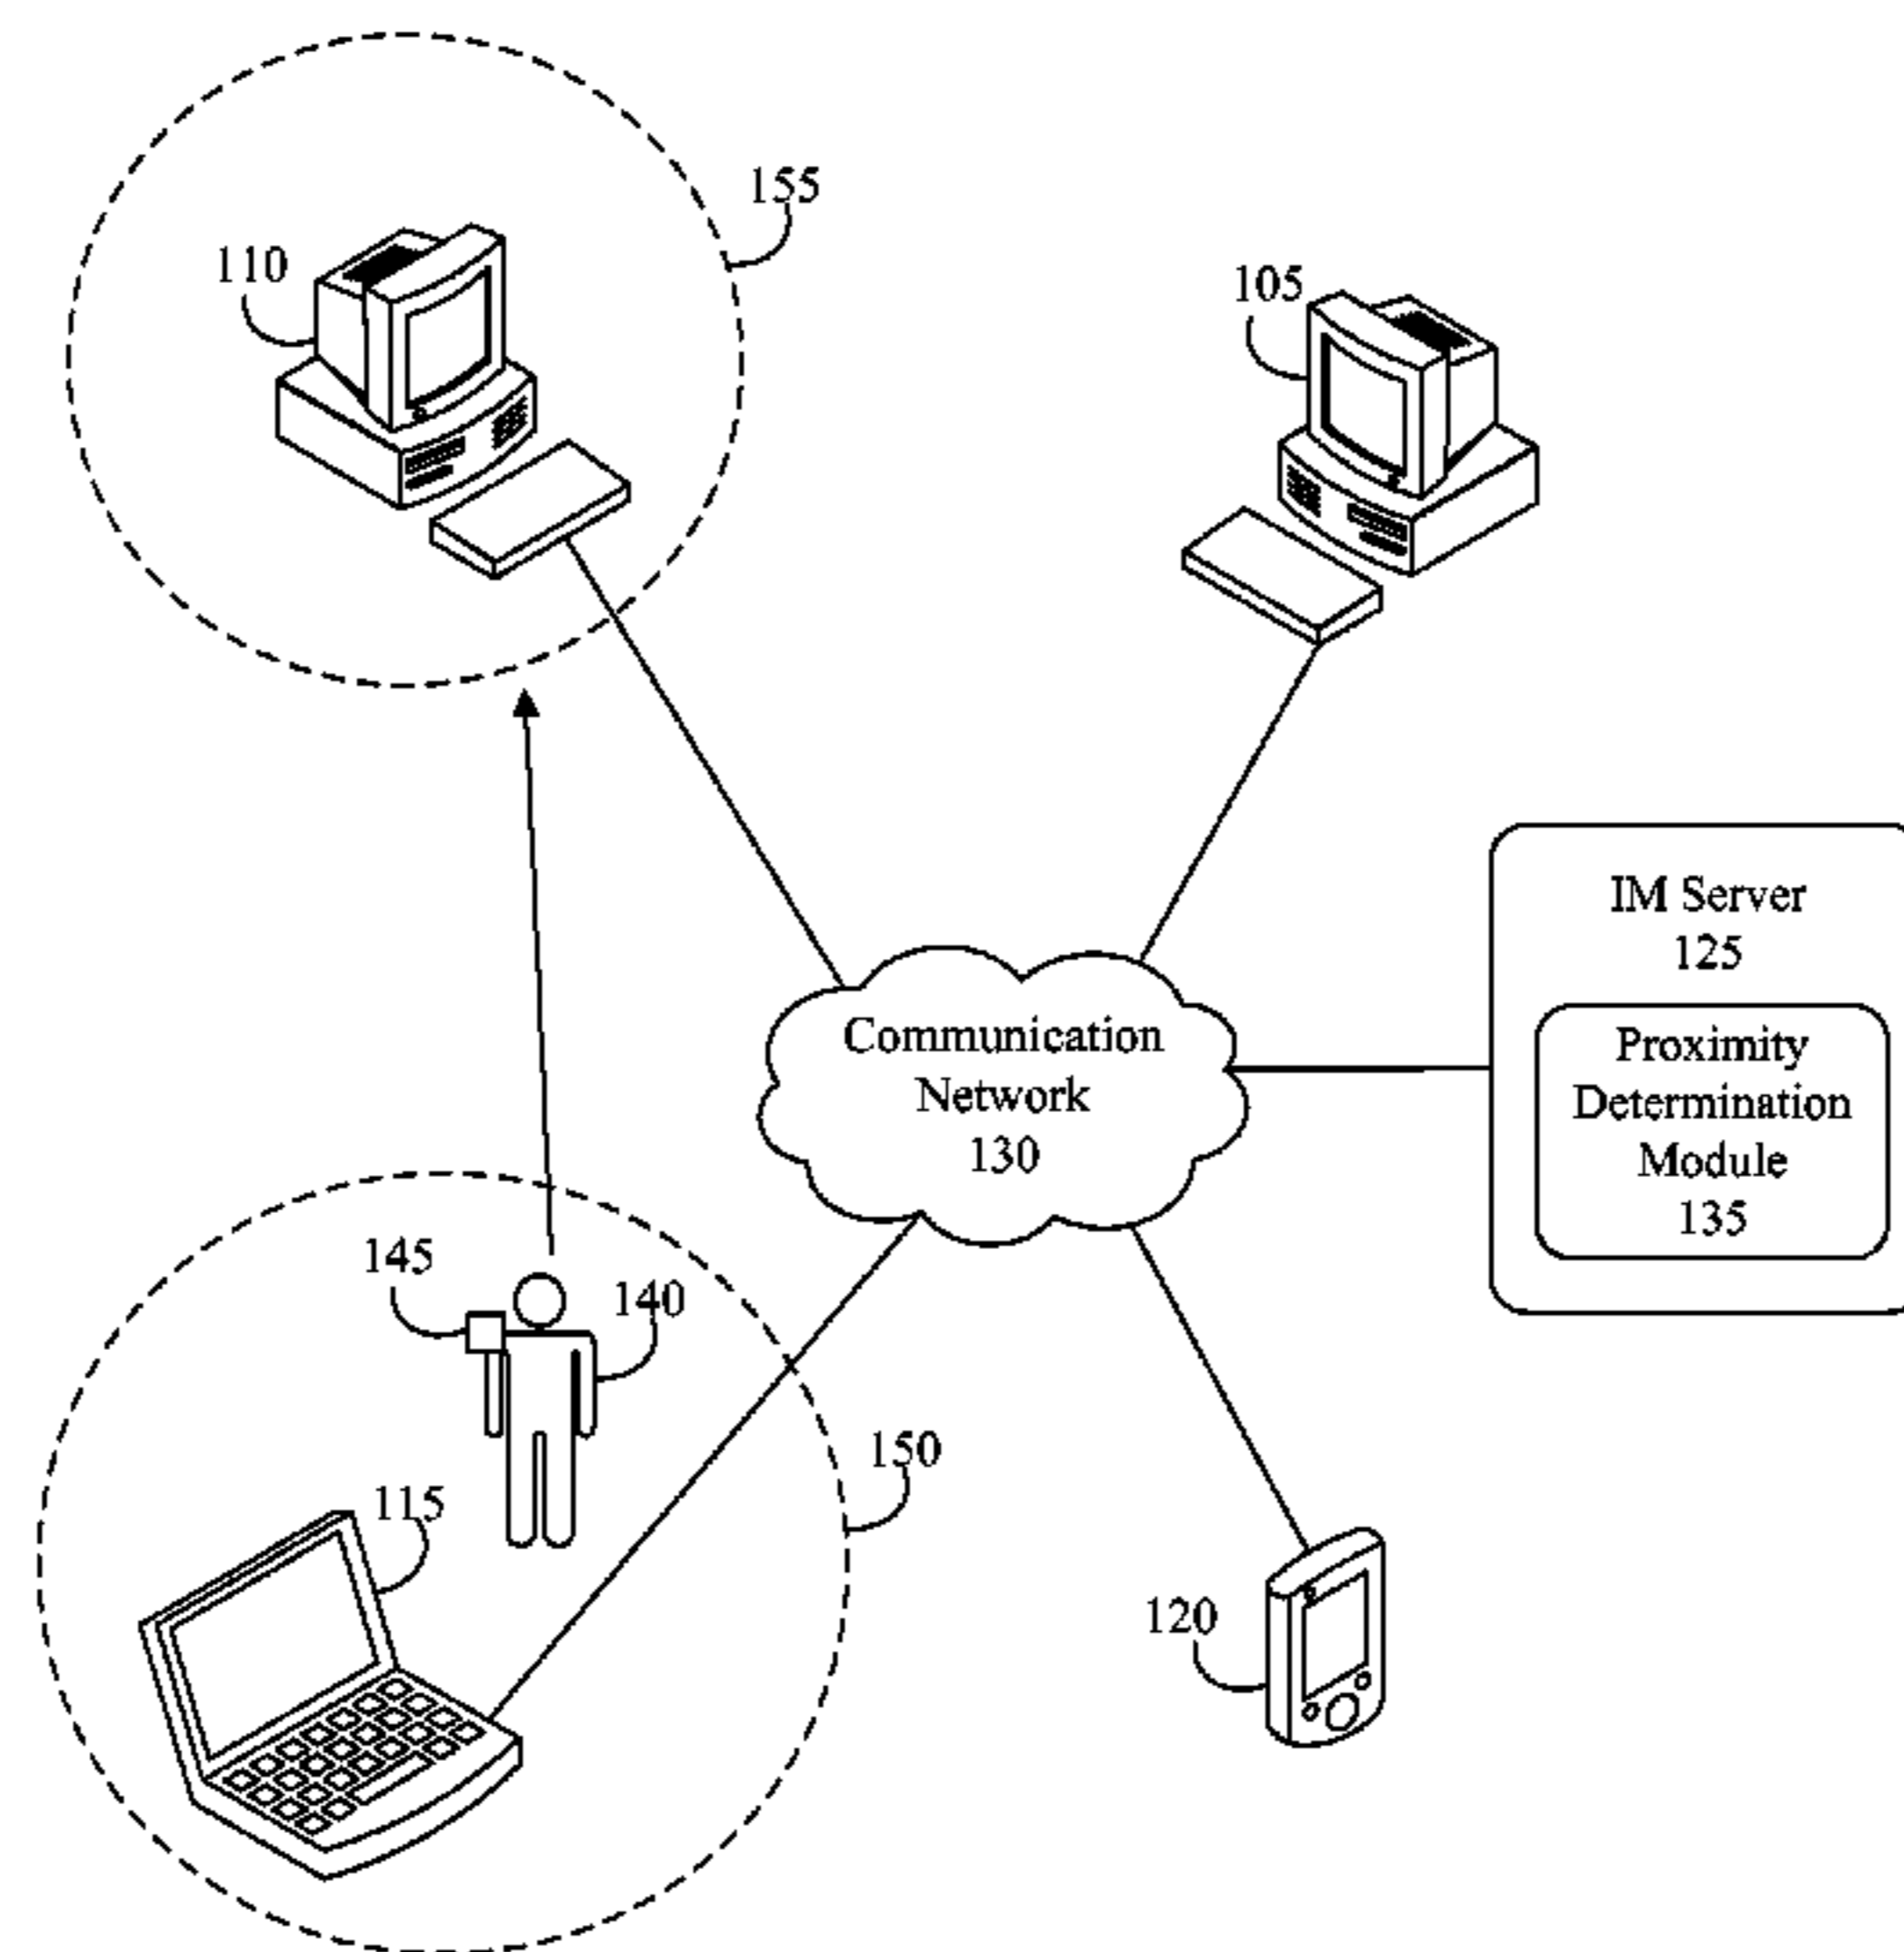 155
110
105
IM Server
125
Proximity
Determination
Module
135
Communication
Network
130
145
140
150
115
120